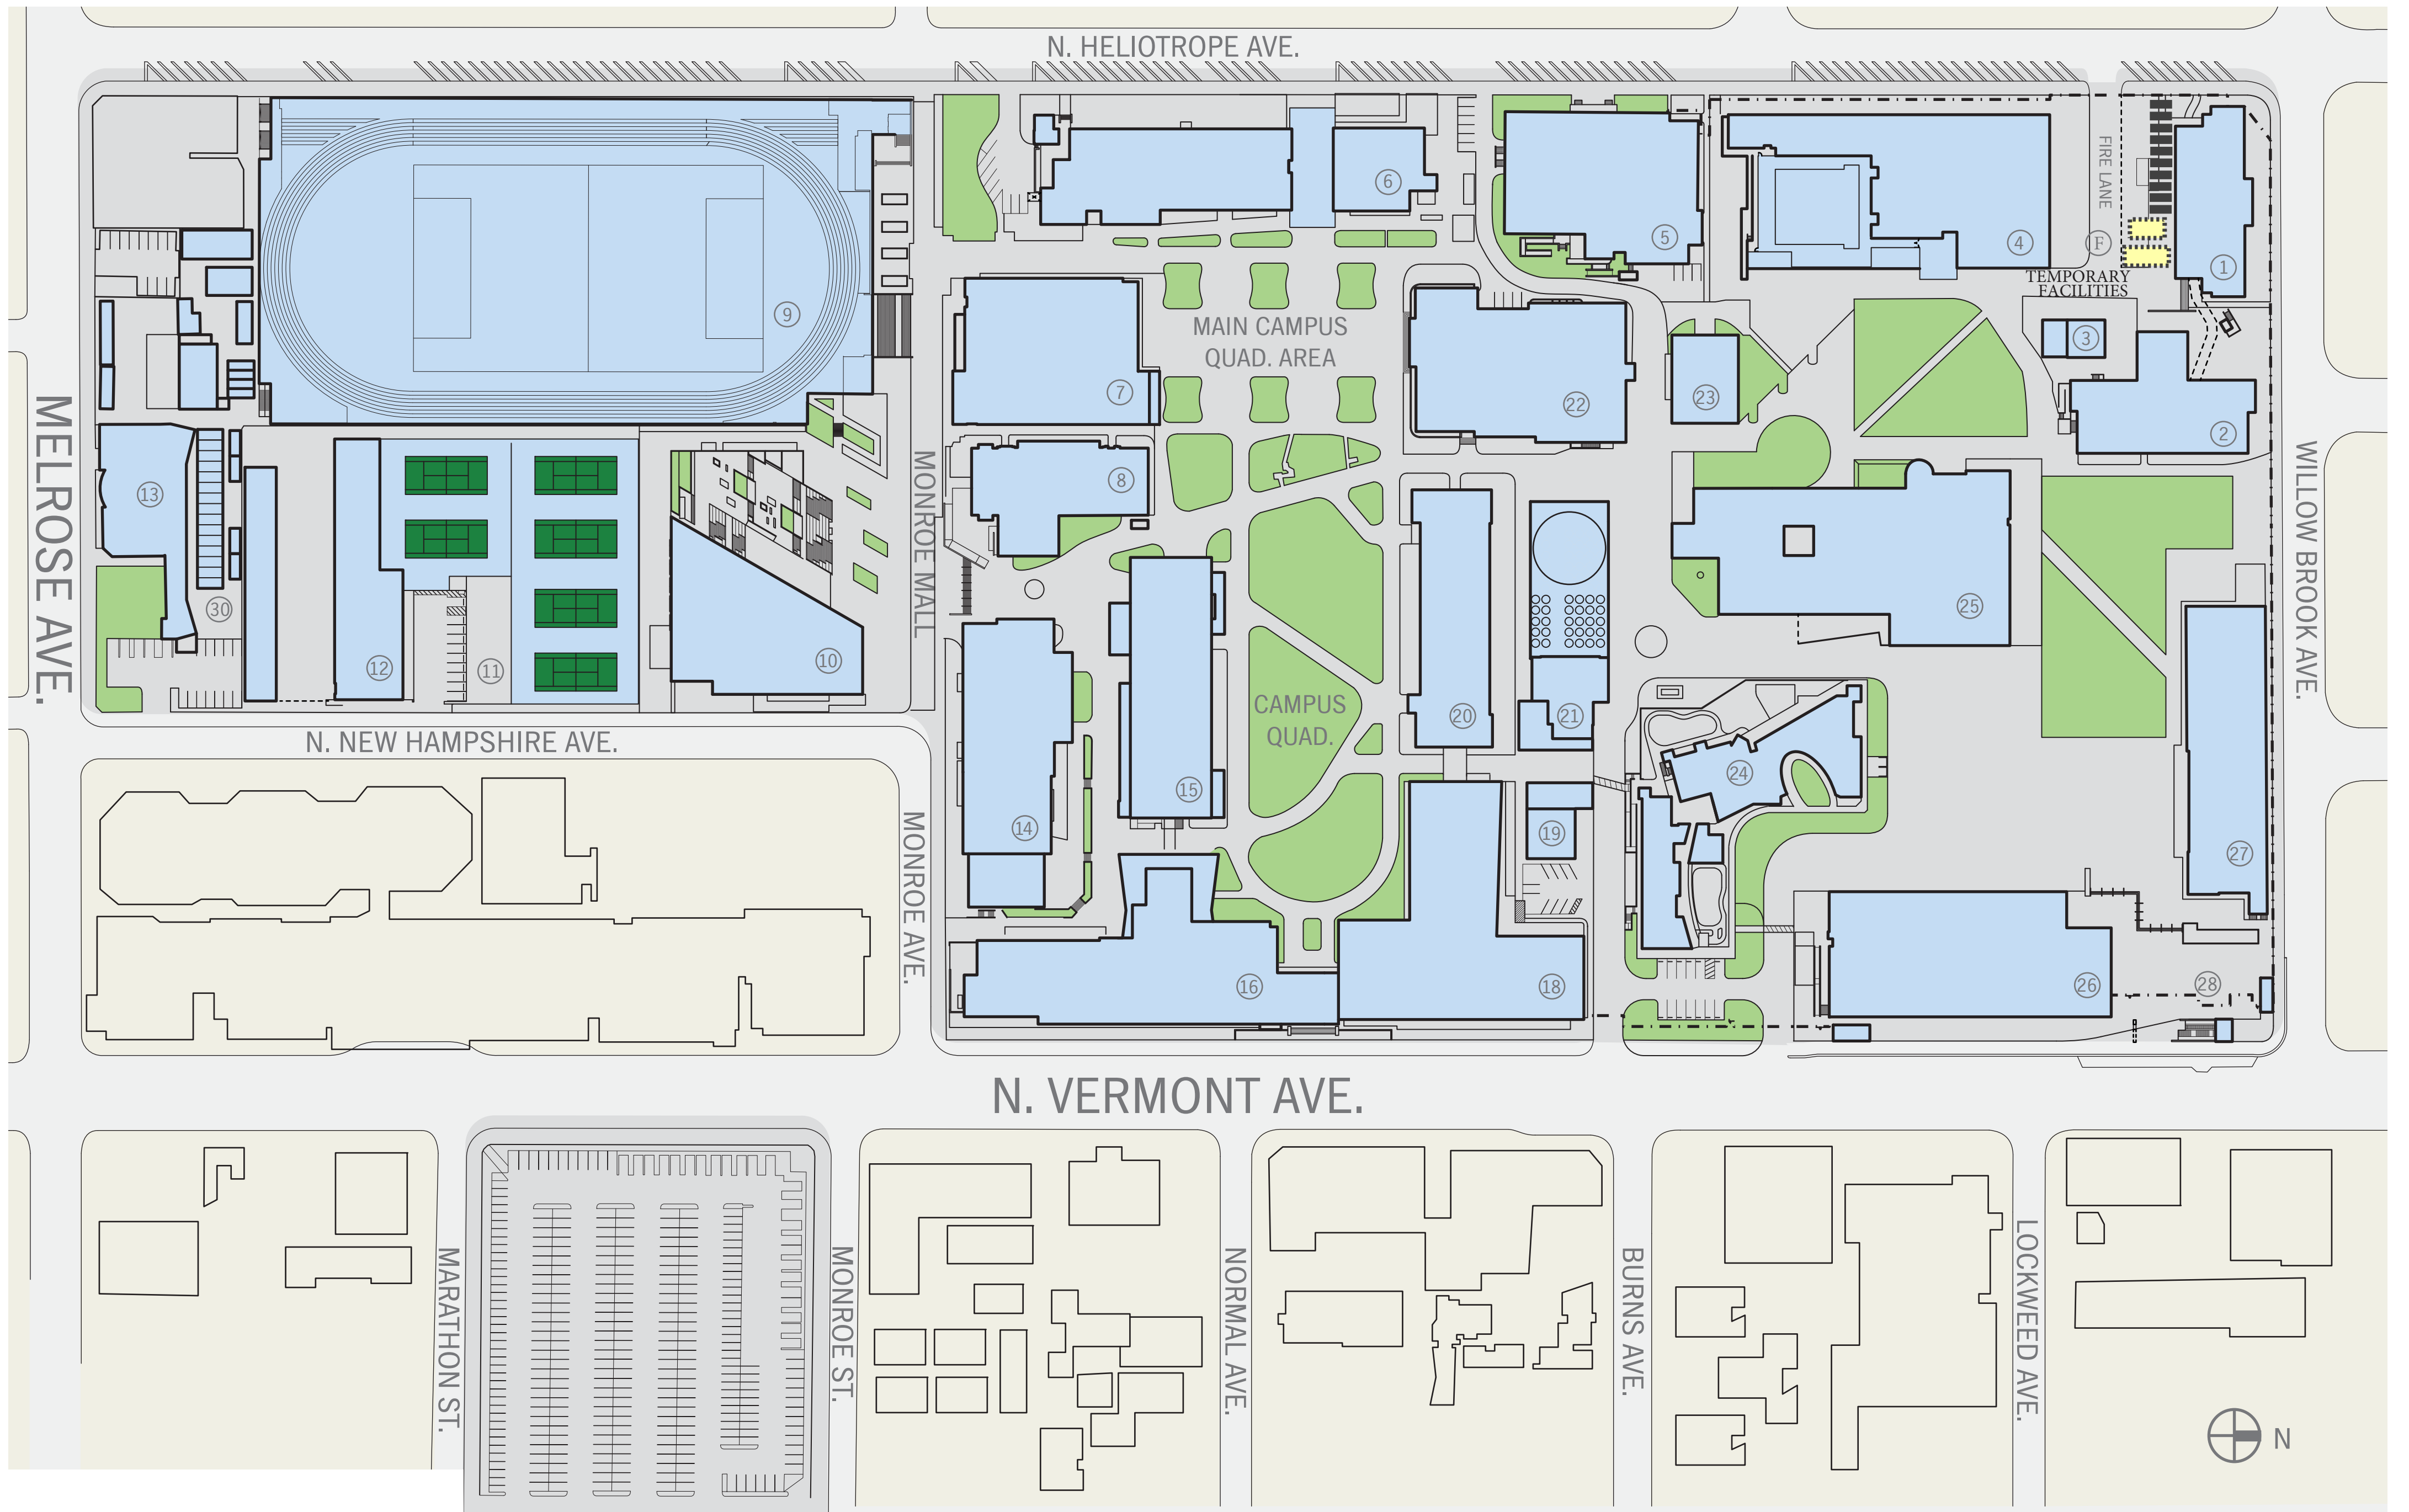 N. HELIOTROPE AVE.
FIRE LANE
6
5
4
F
1
TEMPORARY
FACILITIES
9
MAIN CAMPUS
QUAD. AREA
3
7
22
23
2
MELROSE AVE.
13
MONROE MALL
8
WILLOW BROOK AVE.
30
12
11
10
25
CAMPUS
QUAD.
20
21
N. NEW HAMPSHIRE AVE.
24
15
14
19
27
MONROE AVE.
16
18
26
28
N. VERMONT AVE.
MARATHON ST.
MONROE ST.
NORMAL AVE.
BURNS AVE.
LOCKWEED AVE.
N